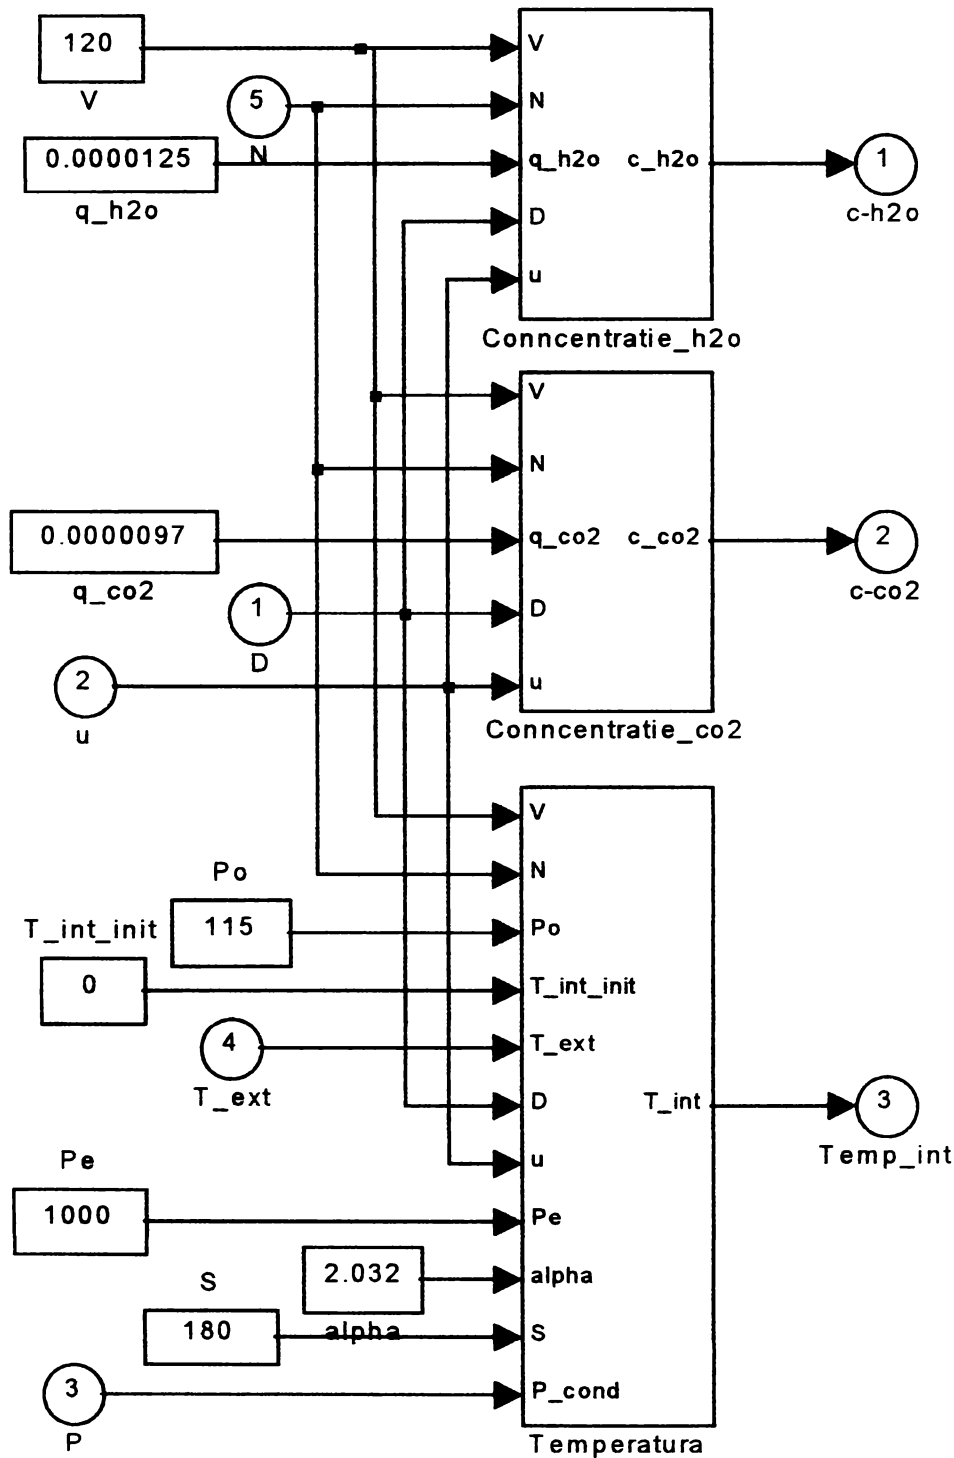 120
V
5
N
0.0000125
q_h2o
V
N
q_h2o
c_h2o
D
u
Conncentratie_h2o
1
c-h2o
V
N
q_co2
c_co2
D
u
Conncentratie_co2
2
c-co2
0.0000097
q_co2
1
D
2
u
Po
115
T_int_init
0
4
T_ext
Pe
1000
2.032
alpha
S
180
3
P
V
N
Po
T_int_init
T_ext
D
T_int
u
Pe
alpha
S
P_cond
Temperatura
3
Temp_int